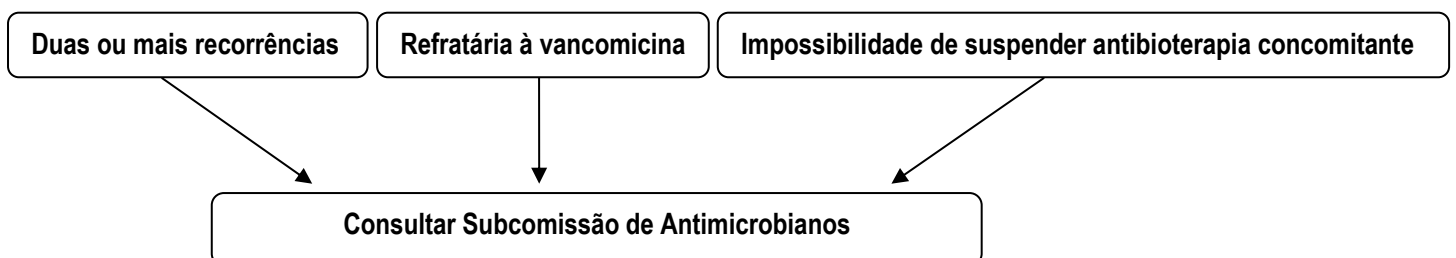 Duas ou mais recorrências
Refratária à vancomicina
Impossibilidade de suspender antibioterapia concomitante
Consultar Subcomissão de Antimicrobianos